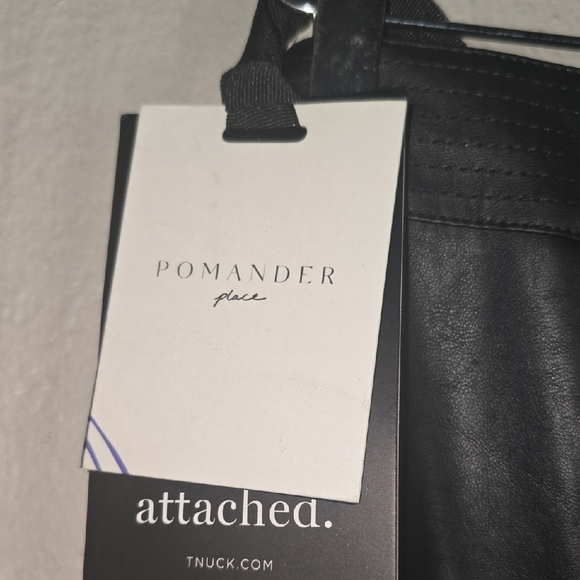 POMANDER
place
attached.
TNUCK.COM